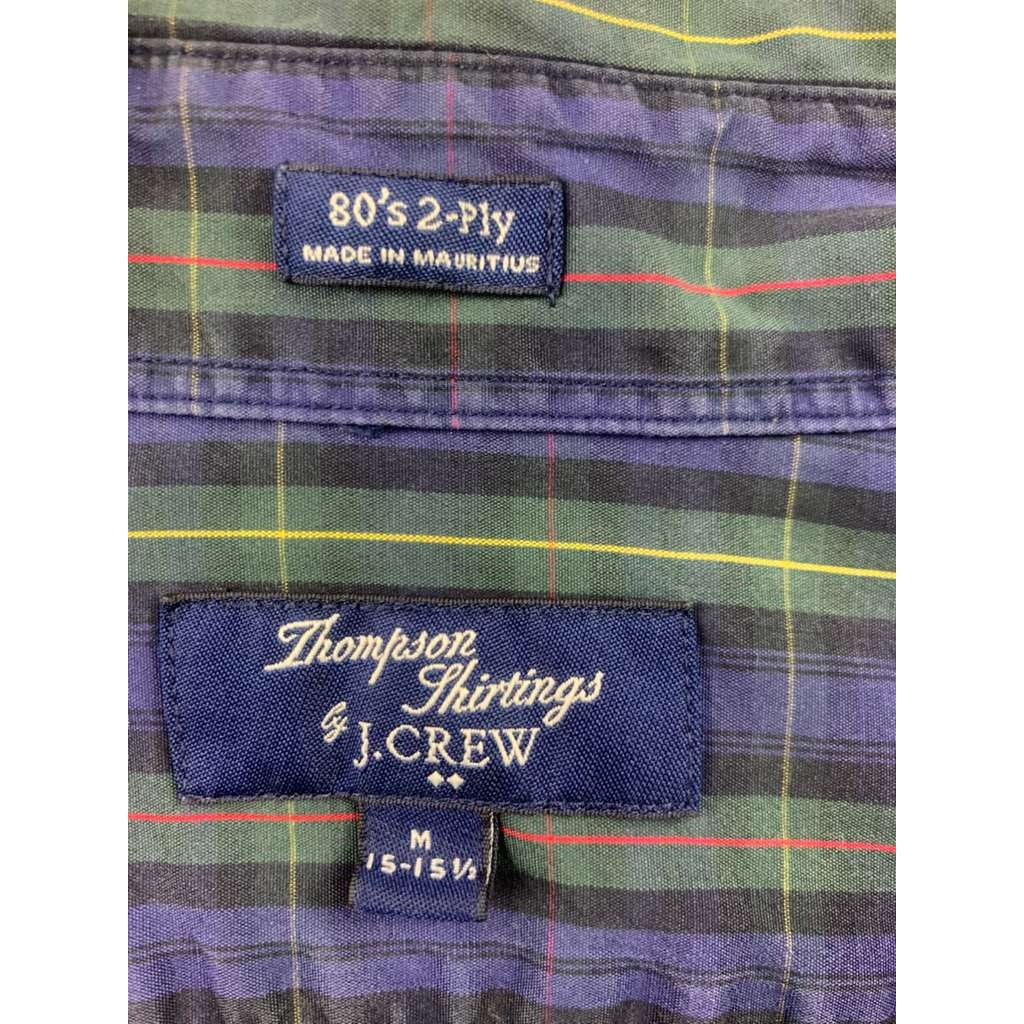 80's 2-Ply
MADE IN MAURITIUS
Thompson
Shirtings
by J.CREW
M
15-15½